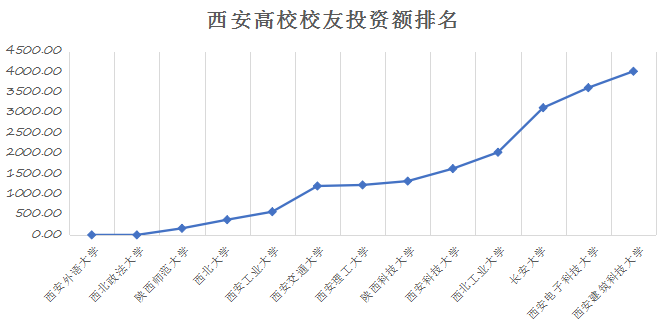 西安高校校友投资额排名
4500.00
4000.00
3500.00
3000.00
2500.00
2000.00
1500.00
1000.00
500.00
0.00
西安外语大学
西北政法大学
陕西师范大学
西北大学
西安工业大学
西安交通大学
西安理工大学
陕西科技大学
西安科技大学
西北工业大学
长安大学
西安电子科技大学
西安建筑科技大学